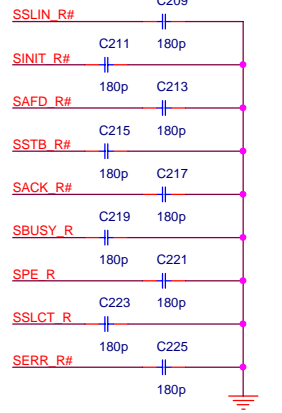 C209
SSLIN_R#
180p
C211
SINIT_R#
180p
C213
SAFD_R#
180p
C215
SSTB_R#
180p
C217
SACK_R#
180p
C219
SBUSY_R
180p
C221
SPE_R
180p
C223
SSLCT_R
180p
C225
SERR_R#
180p